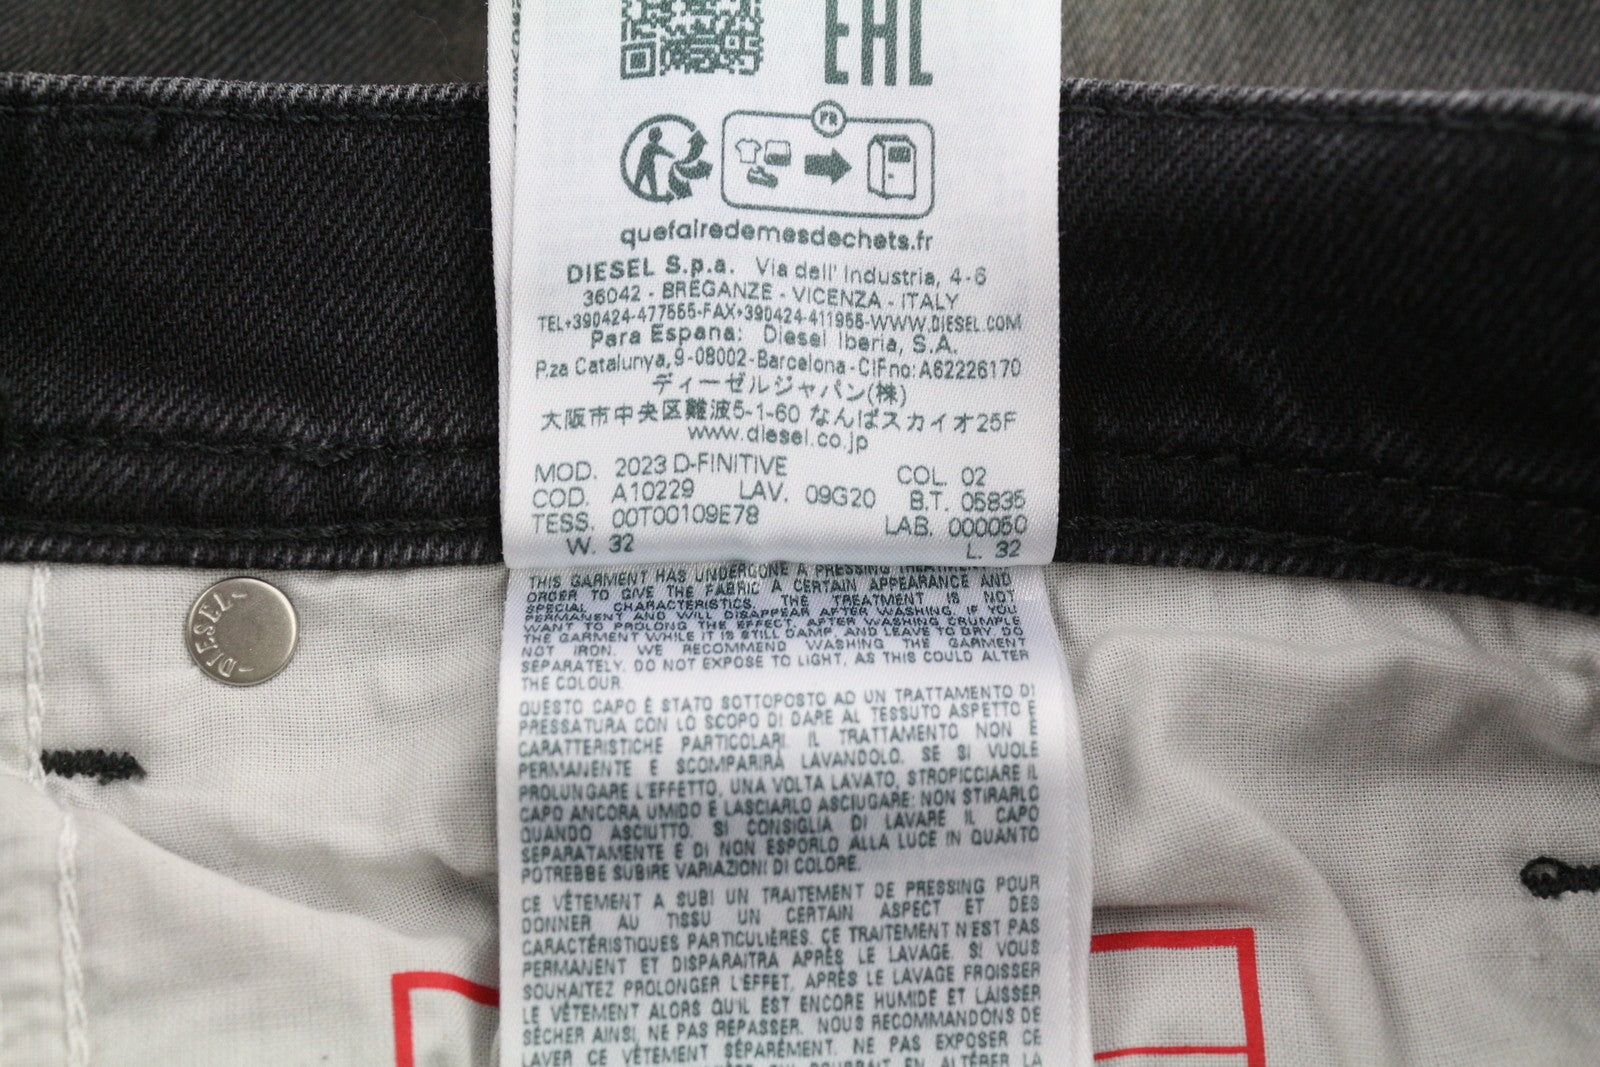 EAC
FR
quefairedemesdechets.fr
DIESEL S.p.a. Via dell' Industria, 4-6
36042 - BREGANZE - VICENZA - ITALY
TEL+390424-477555-FAX+390424-411955-WWW.DIESEL.COM
Para Espana: Diesel Iberia, S.A.
P.za Catalunya,9-08002-Barcelona-CIFno:A62226170
ディーゼルジャパン(株)
大阪市中央区難波5-1-60 なんばスカイオ25F
www.diesel.co.jp
MOD. 2023 D-FINITIVE COL. 02
COD. A10229 LAV. 09G20 B.T. 05835
TESS. 00T00109E78 LAB. 000050
W. 32 L. 32
THIS GARMENT HAS UNDERGONE A PRESSING TREATMENT
ORDER TO GIVE THE FABRIC A CERTAIN APPEARANCE AND
SPECIAL CHARACTERISTICS. THE TREATMENT IS NOT
PERMANENT AND WILL DISAPPEAR AFTER WASHING. IF YOU
WANT TO PROLONG THE EFFECT, AFTER WASHING CRUMPLE
THE GARMENT WHILE IT IS STILL DAMP, AND LEAVE TO DRY. DO
NOT IRON. WE RECOMMEND WASHING THE GARMENT
SEPARATELY. DO NOT EXPOSE TO LIGHT, AS THIS COULD ALTER
THE COLOUR
QUESTO CAPO È STATO SOTTOPOSTO AD UN TRATTAMENTO DI
PRESSATURA CON LO SCOPO DI DARE AL TESSUTO ASPETTO E
CARATTERISTICHE PARTICOLARI. IL TRATTAMENTO NON È
PERMANENTE E SCOMPARIRÀ LAVANDOLO. SE SI VUOLE
PROLUNGARE L'EFFETTO, UNA VOLTA LAVATO, STROPICCIARE IL
CAPO ANCORA UMIDO E LASCIARLO ASCIUGARE; NON STIRARLO
QUANDO ASCIUTTO. SI CONSIGLIA DI LAVARE IL CAPO
SEPARATAMENTE E DI NON ESPORLO ALLA LUCE IN QUANTO
POTREBBE SUBIRE VARIAZIONI DI COLORE.
CE VÊTEMENT A SUBI UN TRAITEMENT DE PRESSING POUR
DONNER AU TISSU UN CERTAIN ASPECT ET DES
CARACTÉRISTIQUES PARTICULIÈRES. CE TRAITEMENT N'EST PAS
PERMANENT ET DISPARAITRA APRÈS LE LAVAGE. SI VOUS
SOUHAITEZ PROLONGER L'EFFET, APRÈS LE LAVAGE FROISSER
LE VÊTEMENT ALORS QU'IL EST ENCORE HUMIDE ET LAISSER
SÉCHER AINSI, NE PAS REPASSER. NOUS RECOMMANDONS DE
LAVER CE VÊTEMENT SÉPARÉMENT. NE PAS EXPOSER CE
QUI POURRAIT EN ALTÉRER LA
DIESEL